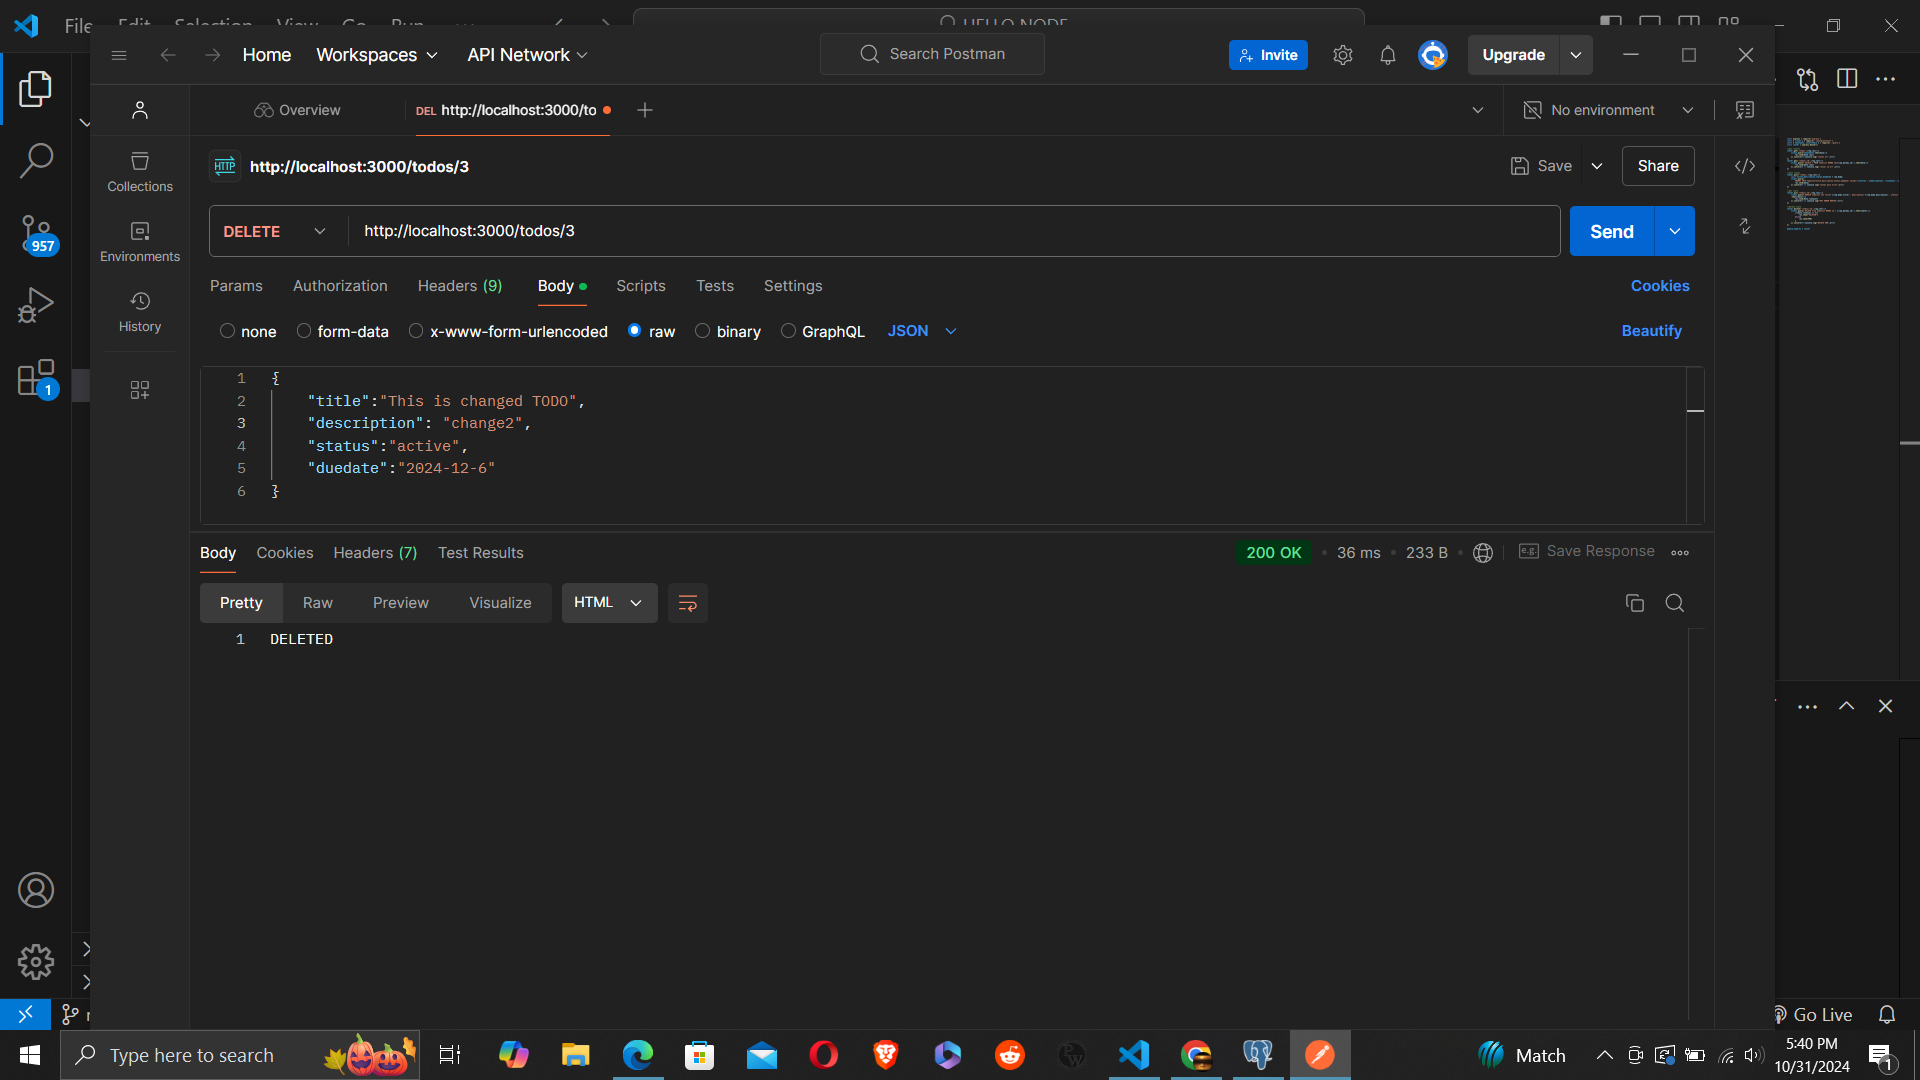 File Edit Selection View Go Run ...
HELLO NODE
Home Workspaces API Network
Search Postman
Invite
Upgrade
Overview
DEL http://localhost:3000/to
No environment
Collections
Environments
History
HTTP http://localhost:3000/todos/3
Save
Share
DELETE http://localhost:3000/todos/3
Send
Params Authorization Headers (9) Body Scripts Tests Settings
Cookies
none form-data x-www-form-urlencoded raw binary GraphQL JSON
Beautify
1 {
2 "title":"This is changed TODO",
3 "description": "change2",
4 "status":"active",
5 "duedate":"2024-12-6"
6 }
Body Cookies Headers (7) Test Results
200 OK • 36 ms • 233 B •
e.g. Save Response
Pretty Raw Preview Visualize HTML
1 DELETED
957
1
Go Live
Type here to search
Match
5:40 PM
10/31/2024
1